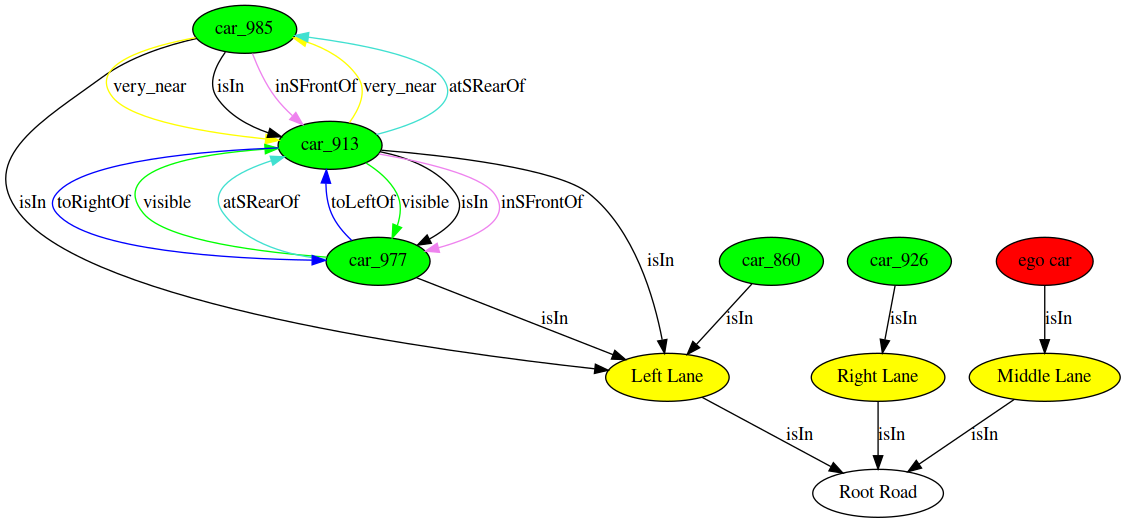 car_985
very_near isIn inSFrontOf very_near atSRearOf
car_913
isIn toRightOf visible atSRearOf toLeftOf visible isIn inSFrontOf
car_977 isIn car_860 car_926 ego car
isIn isIn isIn isIn
Left Lane Right Lane Middle Lane
isIn isIn isIn
Root Road